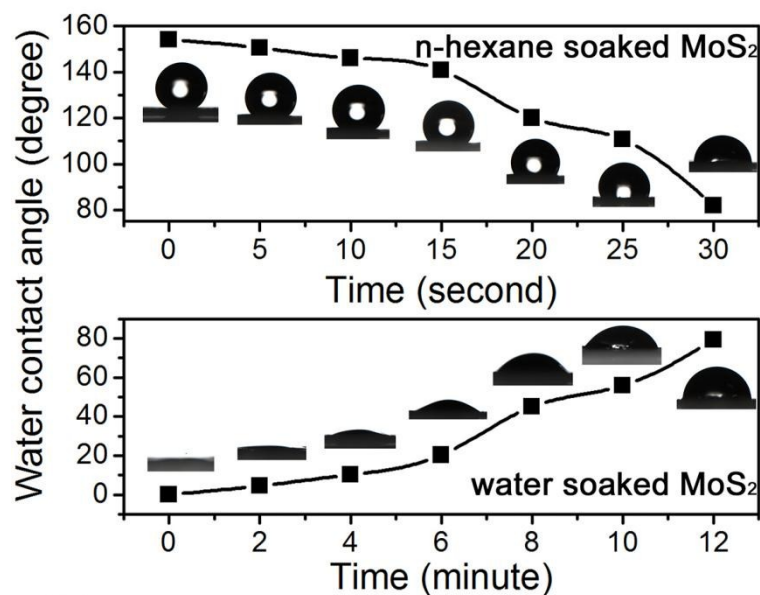 Water contact angle (degree)
160
140
120
100
80
n-hexane soaked MoS₂
0 5 10 15 20 25 30
Time (second)
80
60
40
20
0
water soaked MoS₂
0 2 4 6 8 10 12
Time (minute)